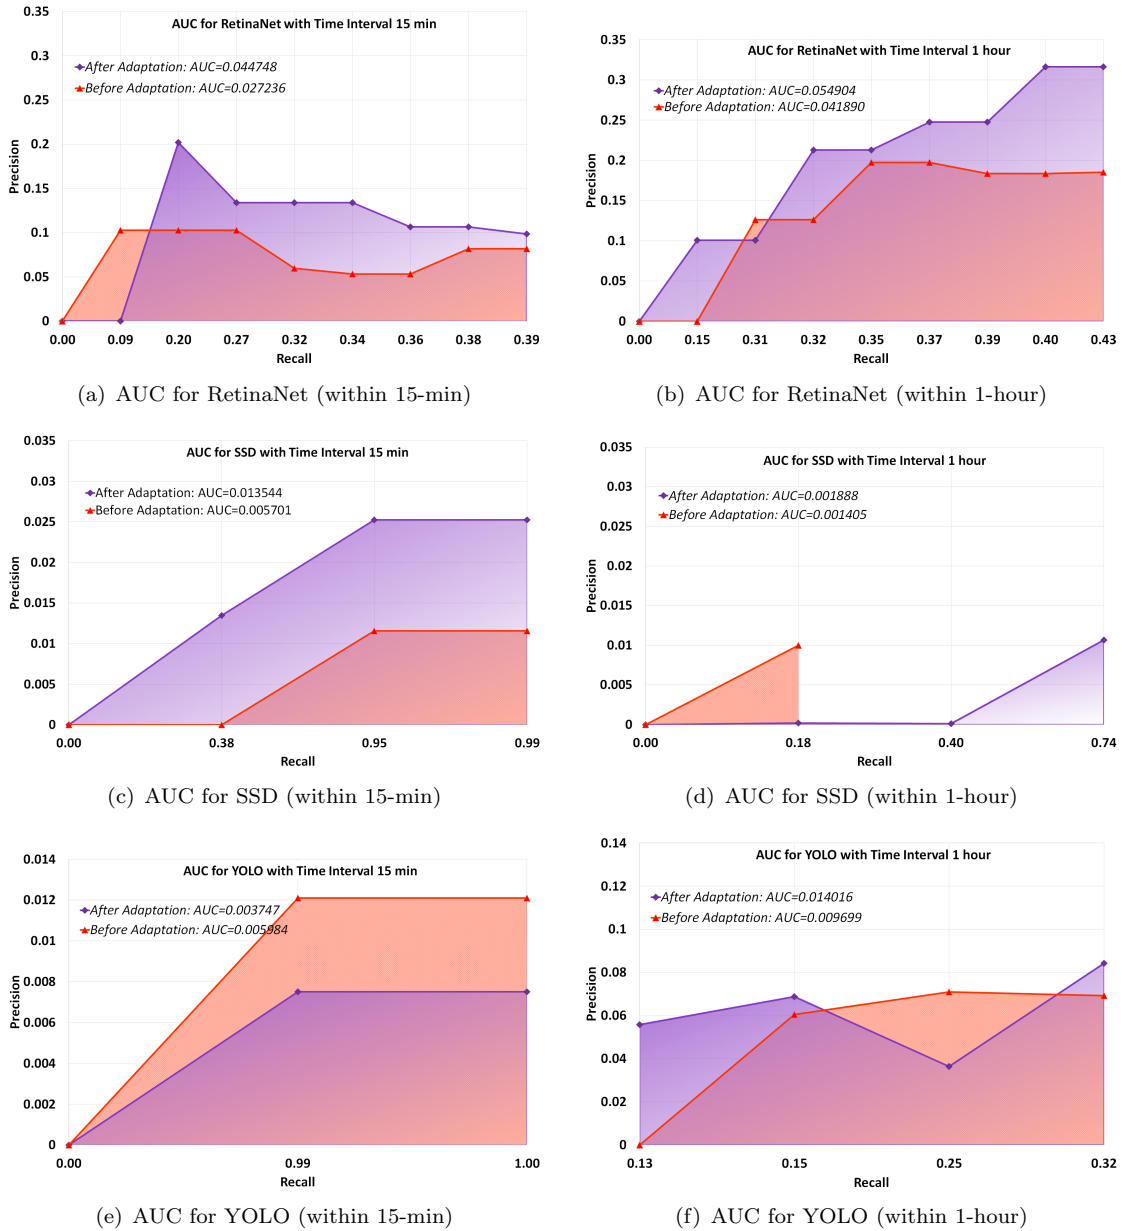 AUC for RetinaNet with Time Interval 15 min
After Adaptation: AUC=0.044748
Before Adaptation: AUC=0.027236
Precision
0.35
0.3
0.25
0.2
0.15
0.1
0.05
0
0.00 0.09 0.20 0.27 0.32 0.34 0.36 0.38 0.39
Recall
(a) AUC for RetinaNet (within 15-min)
AUC for RetinaNet with Time Interval 1 hour
After Adaptation: AUC=0.054904
Before Adaptation: AUC=0.041890
Precision
0.35
0.3
0.25
0.2
0.15
0.1
0.05
0
0.00 0.15 0.31 0.32 0.35 0.37 0.39 0.40 0.43
Recall
(b) AUC for RetinaNet (within 1-hour)
AUC for SSD with Time Interval 15 min
After Adaptation: AUC=0.013544
Before Adaptation: AUC=0.005701
Precision
0.035
0.03
0.025
0.02
0.015
0.01
0.005
0
0.00 0.38 0.95 0.99
Recall
(c) AUC for SSD (within 15-min)
AUC for SSD with Time Interval 1 hour
After Adaptation: AUC=0.001888
Before Adaptation: AUC=0.001405
Precision
0.035
0.03
0.025
0.02
0.015
0.01
0.005
0
0.00 0.18 0.40 0.74
Recall
(d) AUC for SSD (within 1-hour)
AUC for YOLO with Time Interval 15 min
After Adaptation: AUC=0.003747
Before Adaptation: AUC=0.005984
Precision
0.014
0.012
0.01
0.008
0.006
0.004
0.002
0
0.00 0.99 1.00
Recall
(e) AUC for YOLO (within 15-min)
AUC for YOLO with Time Interval 1 hour
After Adaptation: AUC=0.014016
Before Adaptation: AUC=0.009699
Precision
0.14
0.12
0.1
0.08
0.06
0.04
0.02
0
0.13 0.15 0.25 0.32
Recall
(f) AUC for YOLO (within 1-hour)